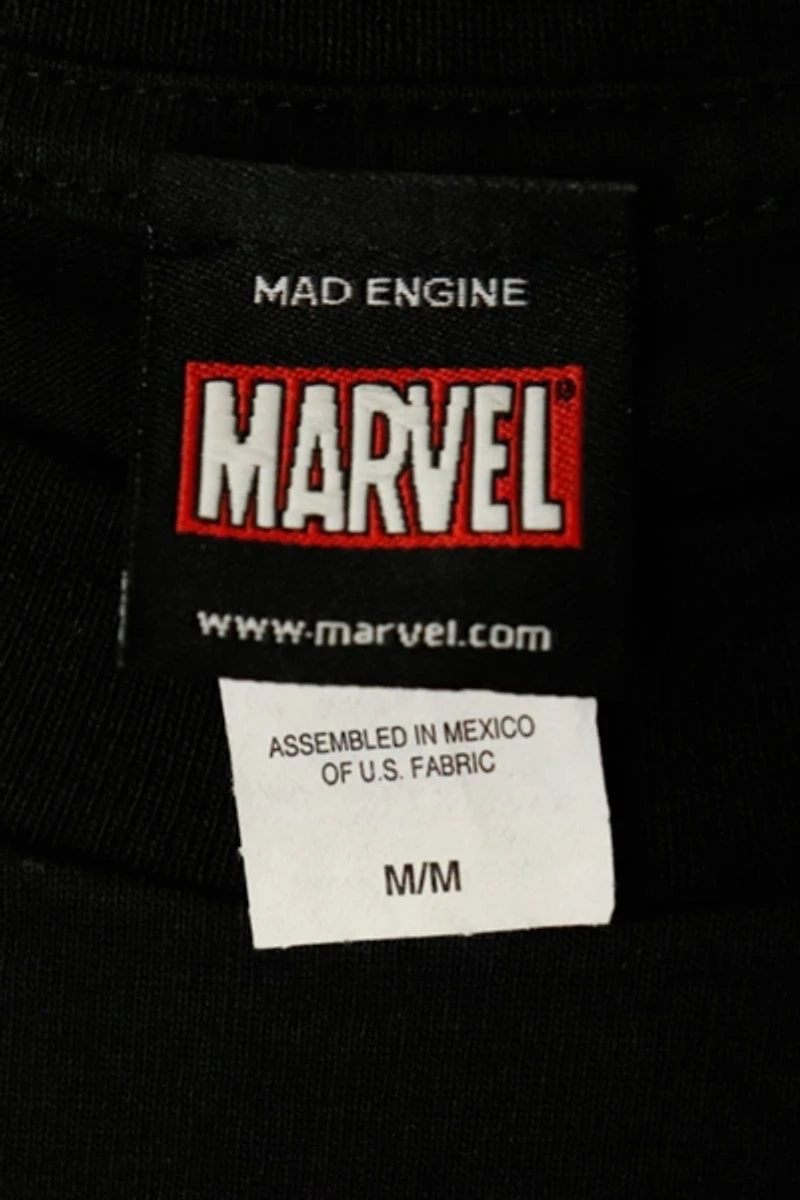 MAD ENGINE
MARVEL®
www.marvel.com
ASSEMBLED IN MEXICO
OF U.S. FABRIC
M/M